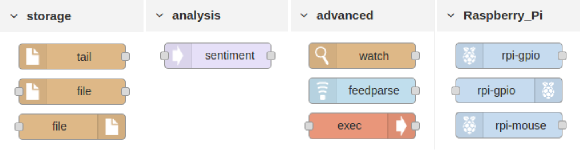 storage
tail
file
file
analysis
sentiment
advanced
watch
feedparse
exec
Raspberry_Pi
rpi-gpio
rpi-gpio
rpi-mouse